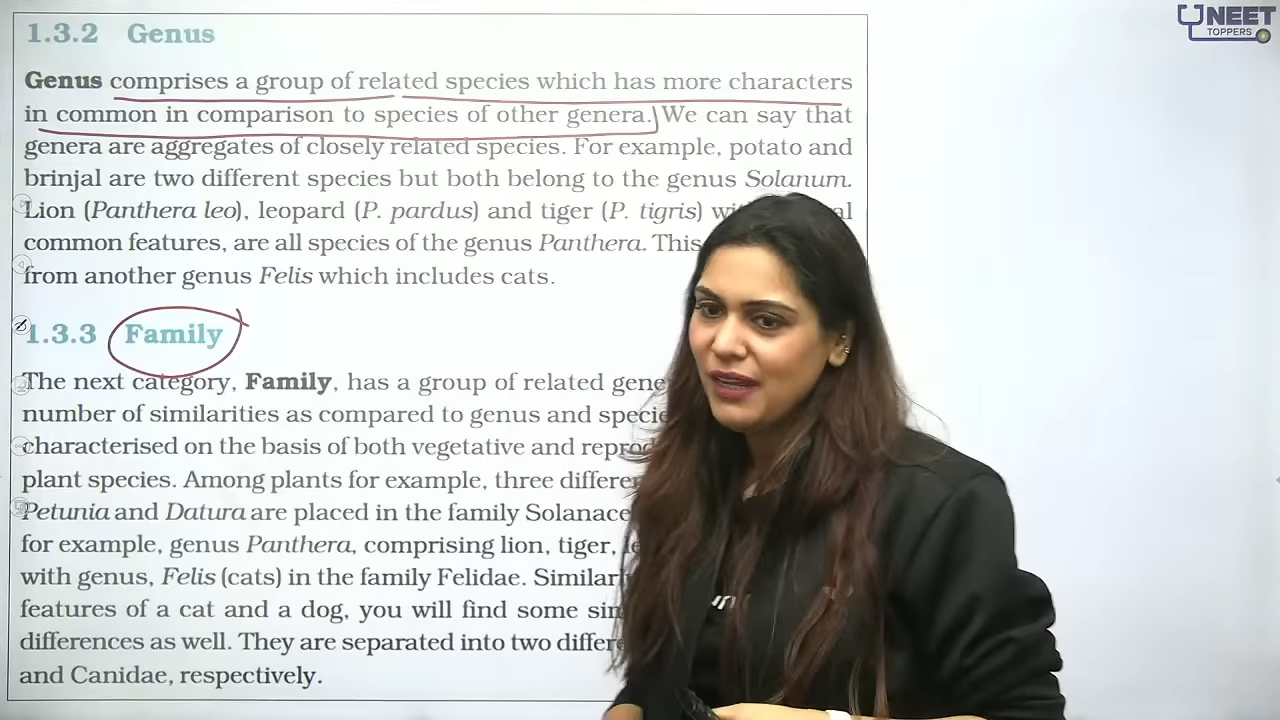 1.3.2 Genus
Genus comprises a group of related species which has more characters
in common in comparison to species of other genera. We can say that
genera are aggregates of closely related species. For example, potato and
brinjal are two different species but both belong to the genus Solanum.
Lion (Panthera leo), leopard (P. pardus) and tiger (P. tigris)
common features, are all species of the genus Panthera. This
from another genus Felis which includes cats.
1.3.3 Family
The next category, Family, has a group of related
number of similarities as compared to genus and
characterised on the basis of both vegetative and
plant species. Among plants for example, three
Petunia and Datura are placed in the family
for example, genus Panthera, comprising lion, tiger,
with genus, Felis (cats) in the family Felidae.
features of a cat and a dog, you will find some
differences as well. They are separated into two
and Canidae, respectively.
NEET
TOPPERS